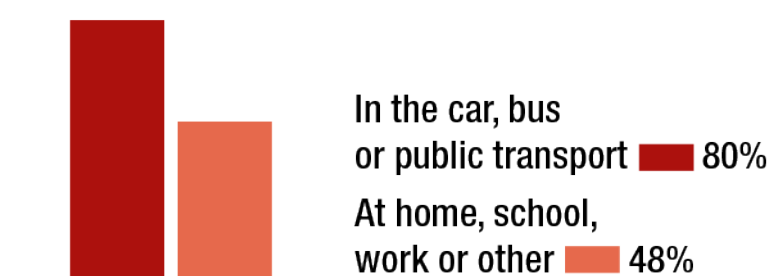 In the car, bus
or public transport 80%
At home, school,
work or other 48%